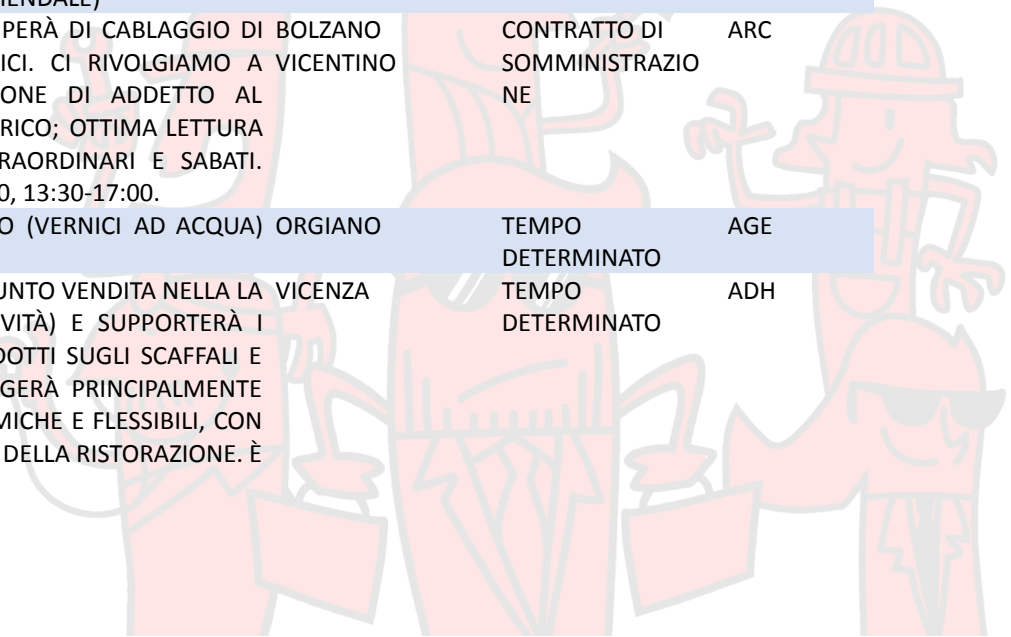 MENDALE)
PERÀ DI CABLAGGIO DI BOLZANO CONTRATTO DI ARC
ICI. CI RIVOLGIAMO A VICENTINO SOMMINISTRAZIO
ONE DI ADDETTO AL NE
RICO; OTTIMA LETTURA
RAORDINARI E SABATI.
0, 13:30-17:00.
O (VERNICI AD ACQUA) ORGIANO TEMPO AGE
DETERMINATO
UNTO VENDITA NELLA LA VICENZA TEMPO ADH
VITÀ) E SUPPORTERÀ I DETERMINATO
DOTTI SUGLI SCAFFALI E
GERÀ PRINCIPALMENTE
MICHE E FLESSIBILI, CON
DELLA RISTORAZIONE. È